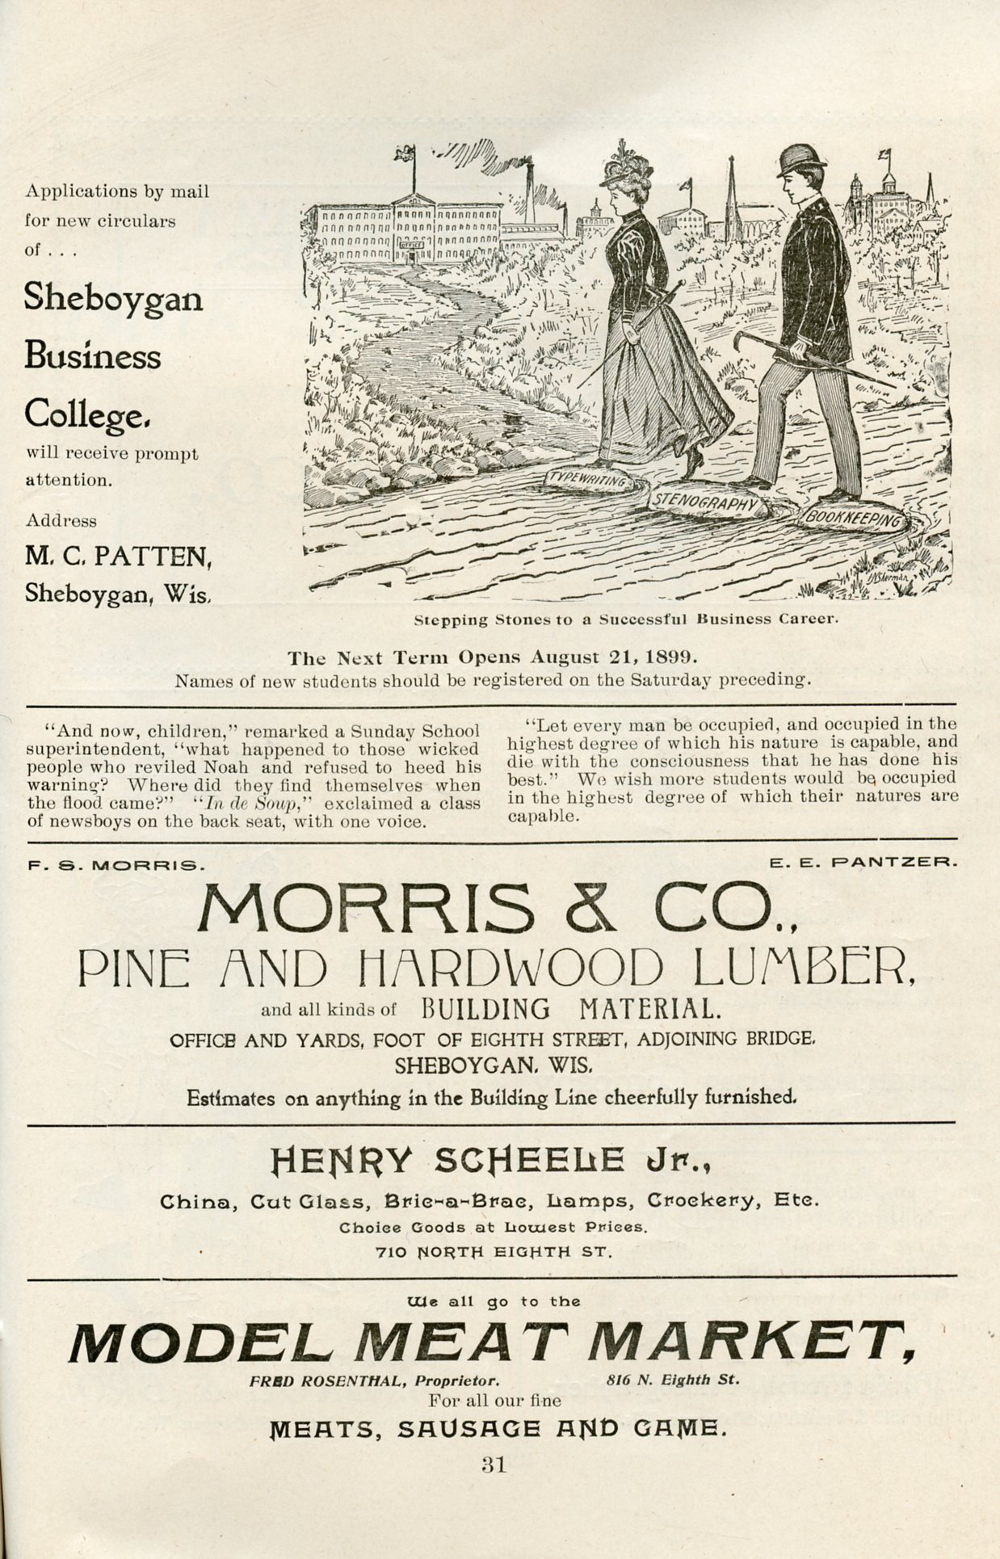 Applications by mail
for new circulars
of . . .
Sheboygan
Business
College.
will receive prompt
attention.
Address
M. C. PATTEN,
Sheboygan, Wis.
OFFICE
TYPEWRITING
STENOGRAPHY
BOOKKEEPING
Stepping Stones to a Successful Business Career.
The Next Term Opens August 21, 1899.
Names of new students should be registered on the Saturday preceding.
"And now, children," remarked a Sunday School
superintendent, "what happened to those wicked
people who reviled Noah and refused to heed his
warning? Where did they find themselves when
the flood came?" "In de Soup," exclaimed a class
of newsboys on the back seat, with one voice.
"Let every man be occupied, and occupied in the
highest degree of which his nature is capable, and
die with the consciousness that he has done his
best." We wish more students would be occupied
in the highest degree of which their natures are
capable.
F. S. MORRIS. E. E. PANTZER.
MORRIS & CO.,
PINE AND HARDWOOD LUMBER,
and all kinds of BUILDING MATERIAL.
OFFICE AND YARDS, FOOT OF EIGHTH STREET, ADJOINING BRIDGE.
SHEBOYGAN. WIS.
Estimates on anything in the Building Line cheerfully furnished.
HENRY SCHEELE Jr.,
China, Cut Glass, Bric-a-Brac, Lamps, Crockery, Etc.
Choice Goods at Lowest Prices.
710 NORTH EIGHTH ST.
We all go to the
MODEL MEAT MARKET,
FRED ROSENTHAL, Proprietor. 816 N. Eighth St.
For all our fine
MEATS, SAUSAGE AND GAME.
31